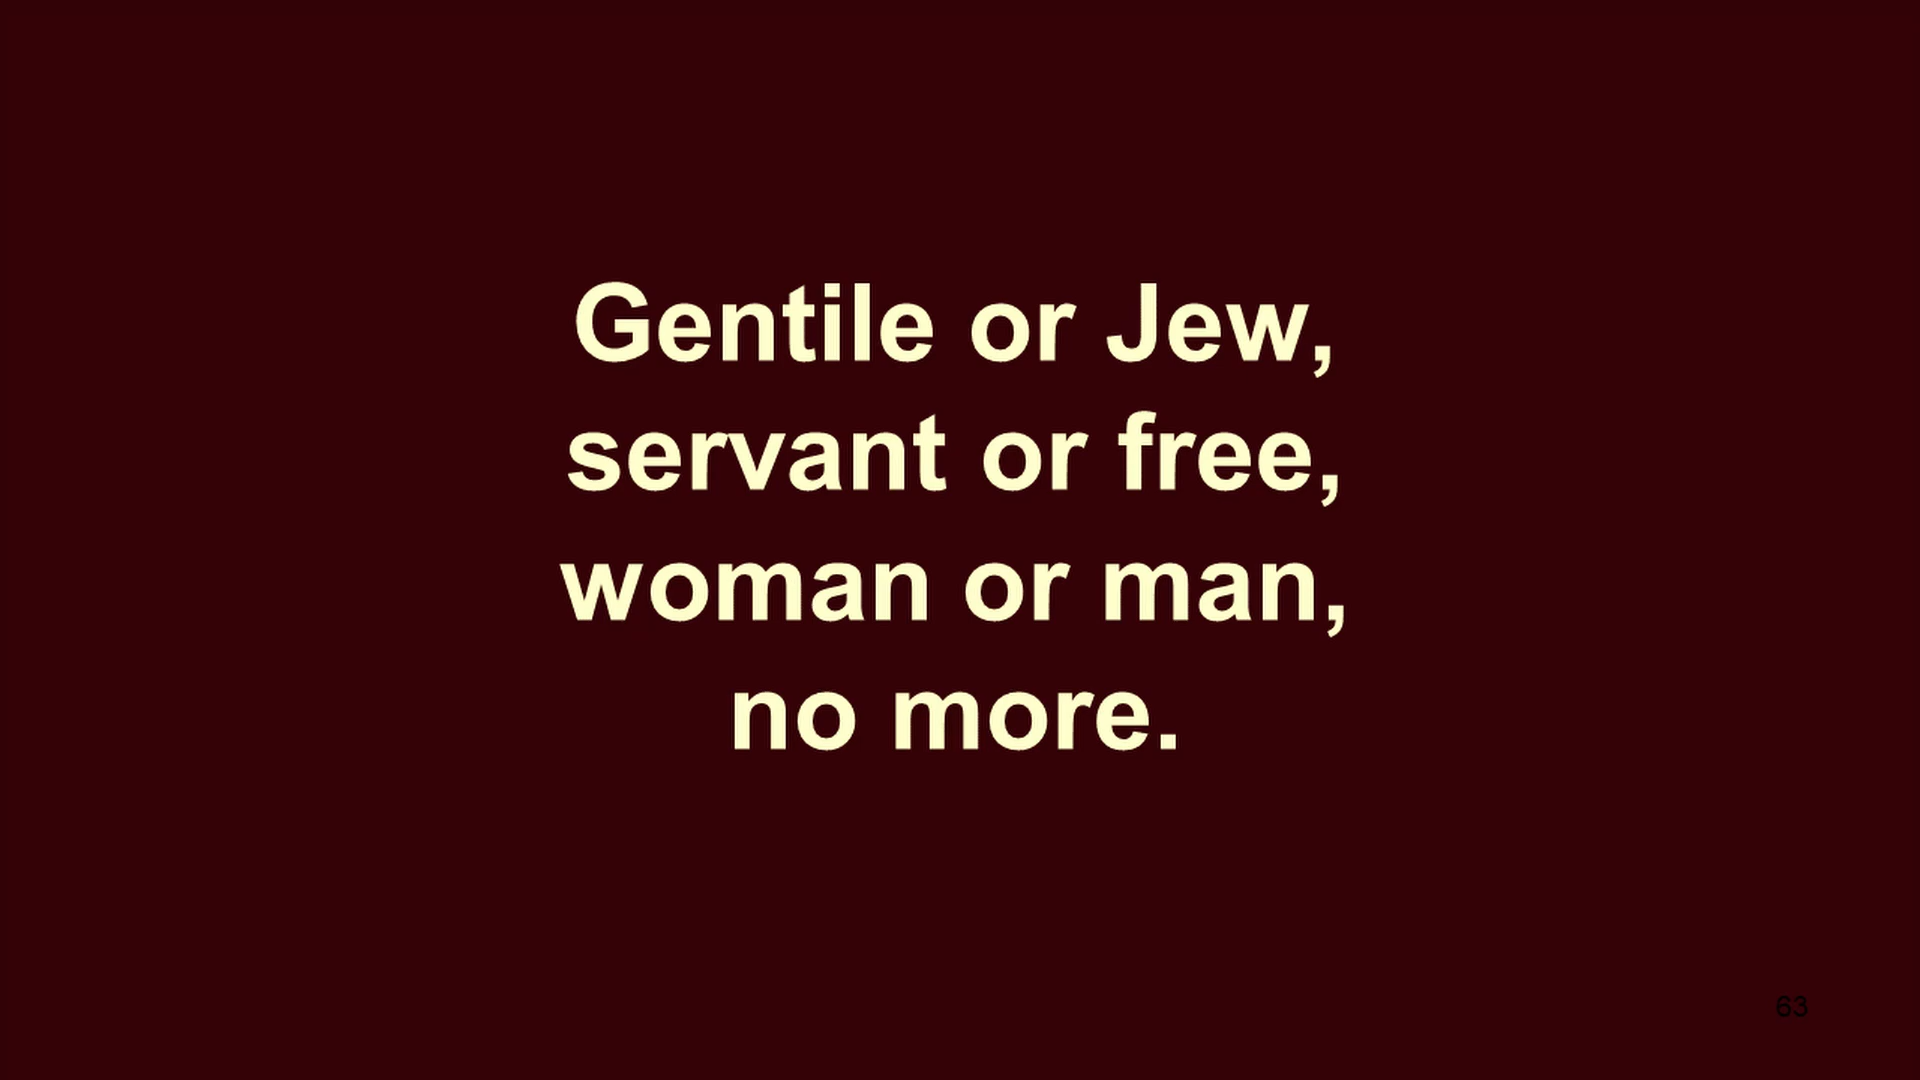 Gentile or Jew,
servant or free,
woman or man,
no more.
63